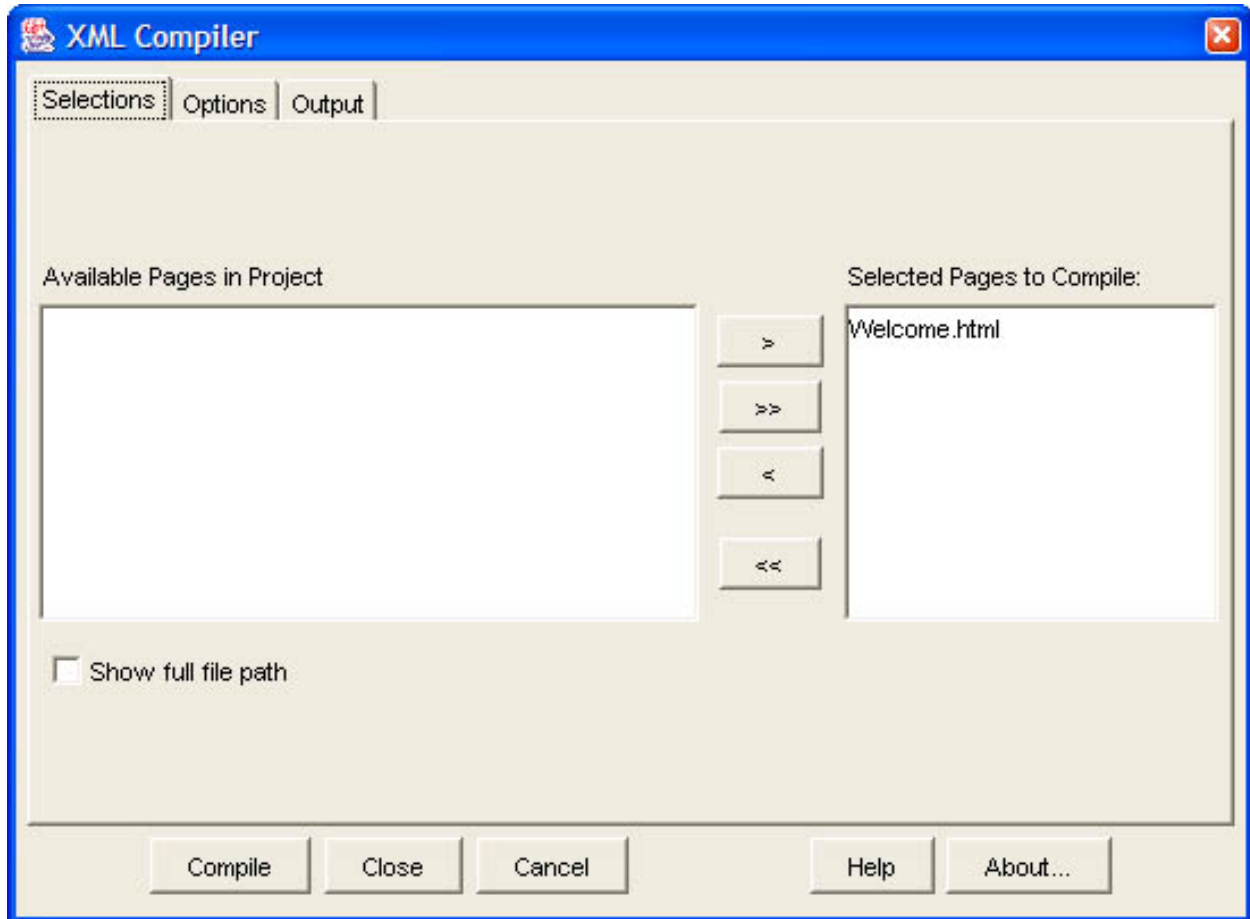 XML Compiler
Selections Options Output
Available Pages in Project
Selected Pages to Compile:
Welcome.html
>
>>
<
<<
Show full file path
Compile Close Cancel Help About...